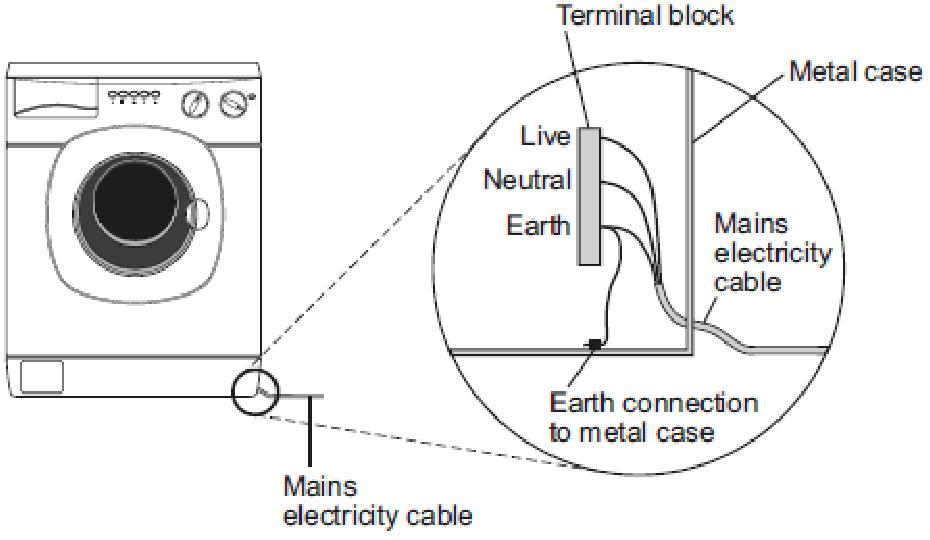 Terminal block
Metal case
Live
Neutral
Earth
Mains
electricity
cable
Earth connection
to metal case
Mains
electricity cable